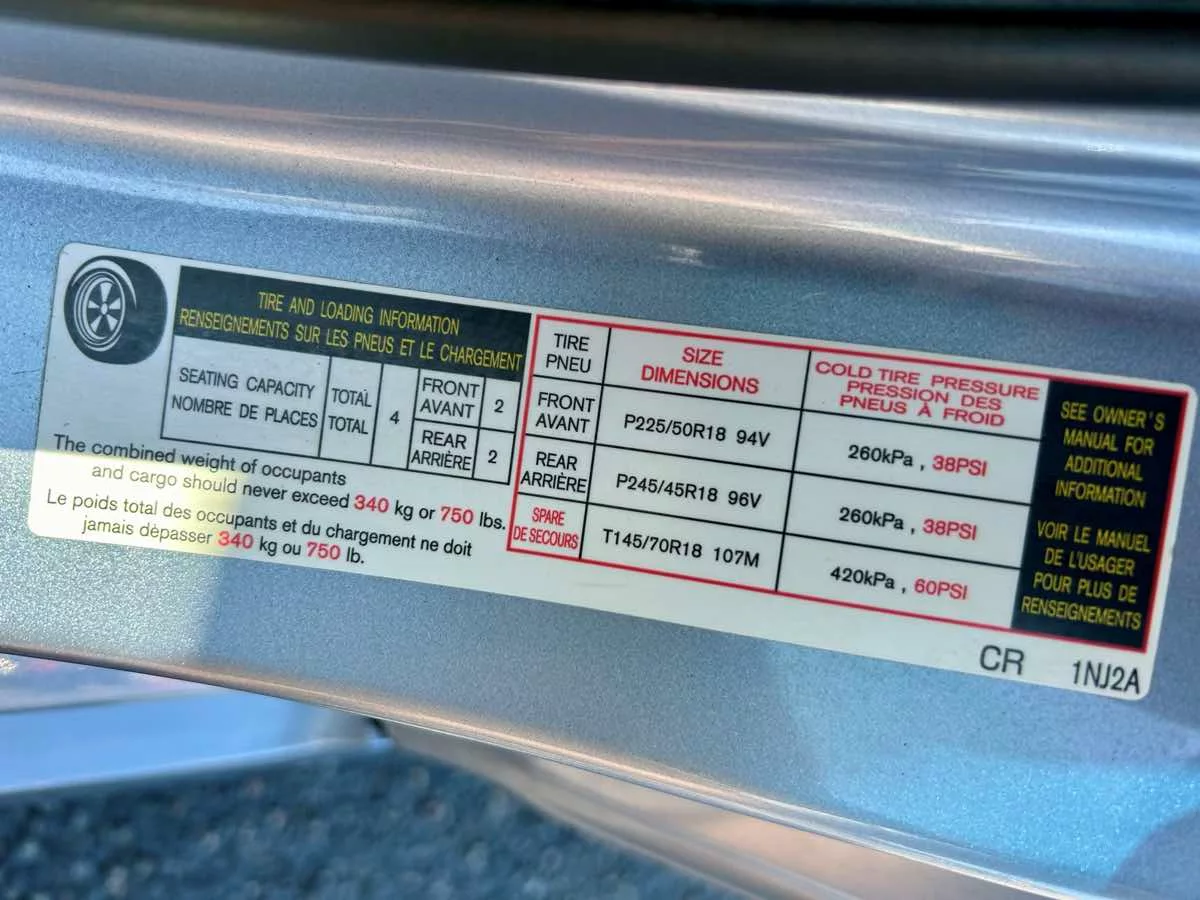 TIRE AND LOADING INFORMATION
RENSEIGNEMENTS SUR LES PNEUS ET LE CHARGEMENT
SEATING CAPACITY
NOMBRE DE PLACES
TOTAL
TOTAL
4
FRONT
AVANT
2
REAR
ARRIÈRE
2
The combined weight of occupants
and cargo should never exceed 340 kg or 750 lbs.
Le poids total des occupants et du chargement ne doit
jamais dèpasser 340 kg ou 750 lb.
TIRE
PNEU
SIZE
DIMENSIONS
COLD TIRE PRESSURE
PRESSION DES
PNEUS À FROID
FRONT
AVANT
P225/50R18 94V
260kPa , 38PSI
REAR
ARRIÈRE
P245/45R18 96V
260kPa , 38PSI
SPARE
DE SECOURS
T145/70R18 107M
420kPa , 60PSI
SEE OWNER'S
MANUAL FOR
ADDITIONAL
INFORMATION
VOIR LE MANUEL
DE L'USAGER
POUR PLUS DE
RENSEIGNEMENTS
CR 1NJ2A